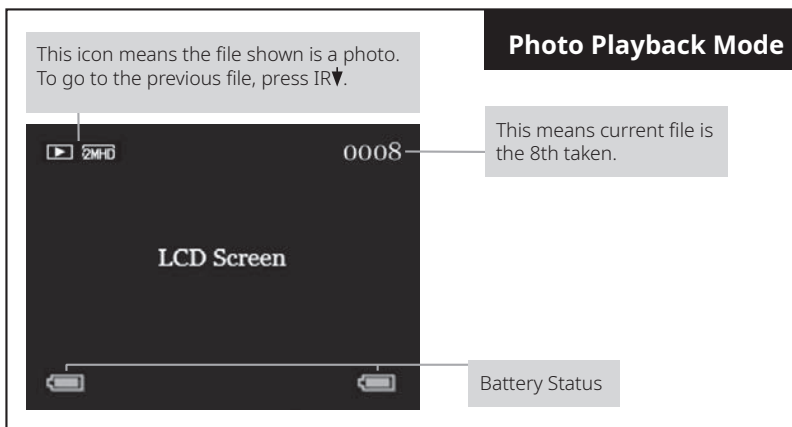 Photo Playback Mode
This icon means the file shown is a photo.
To go to the previous file, press IR
2MHD
0008
This means current file is
the 8th taken.
LCD Screen
Battery Status